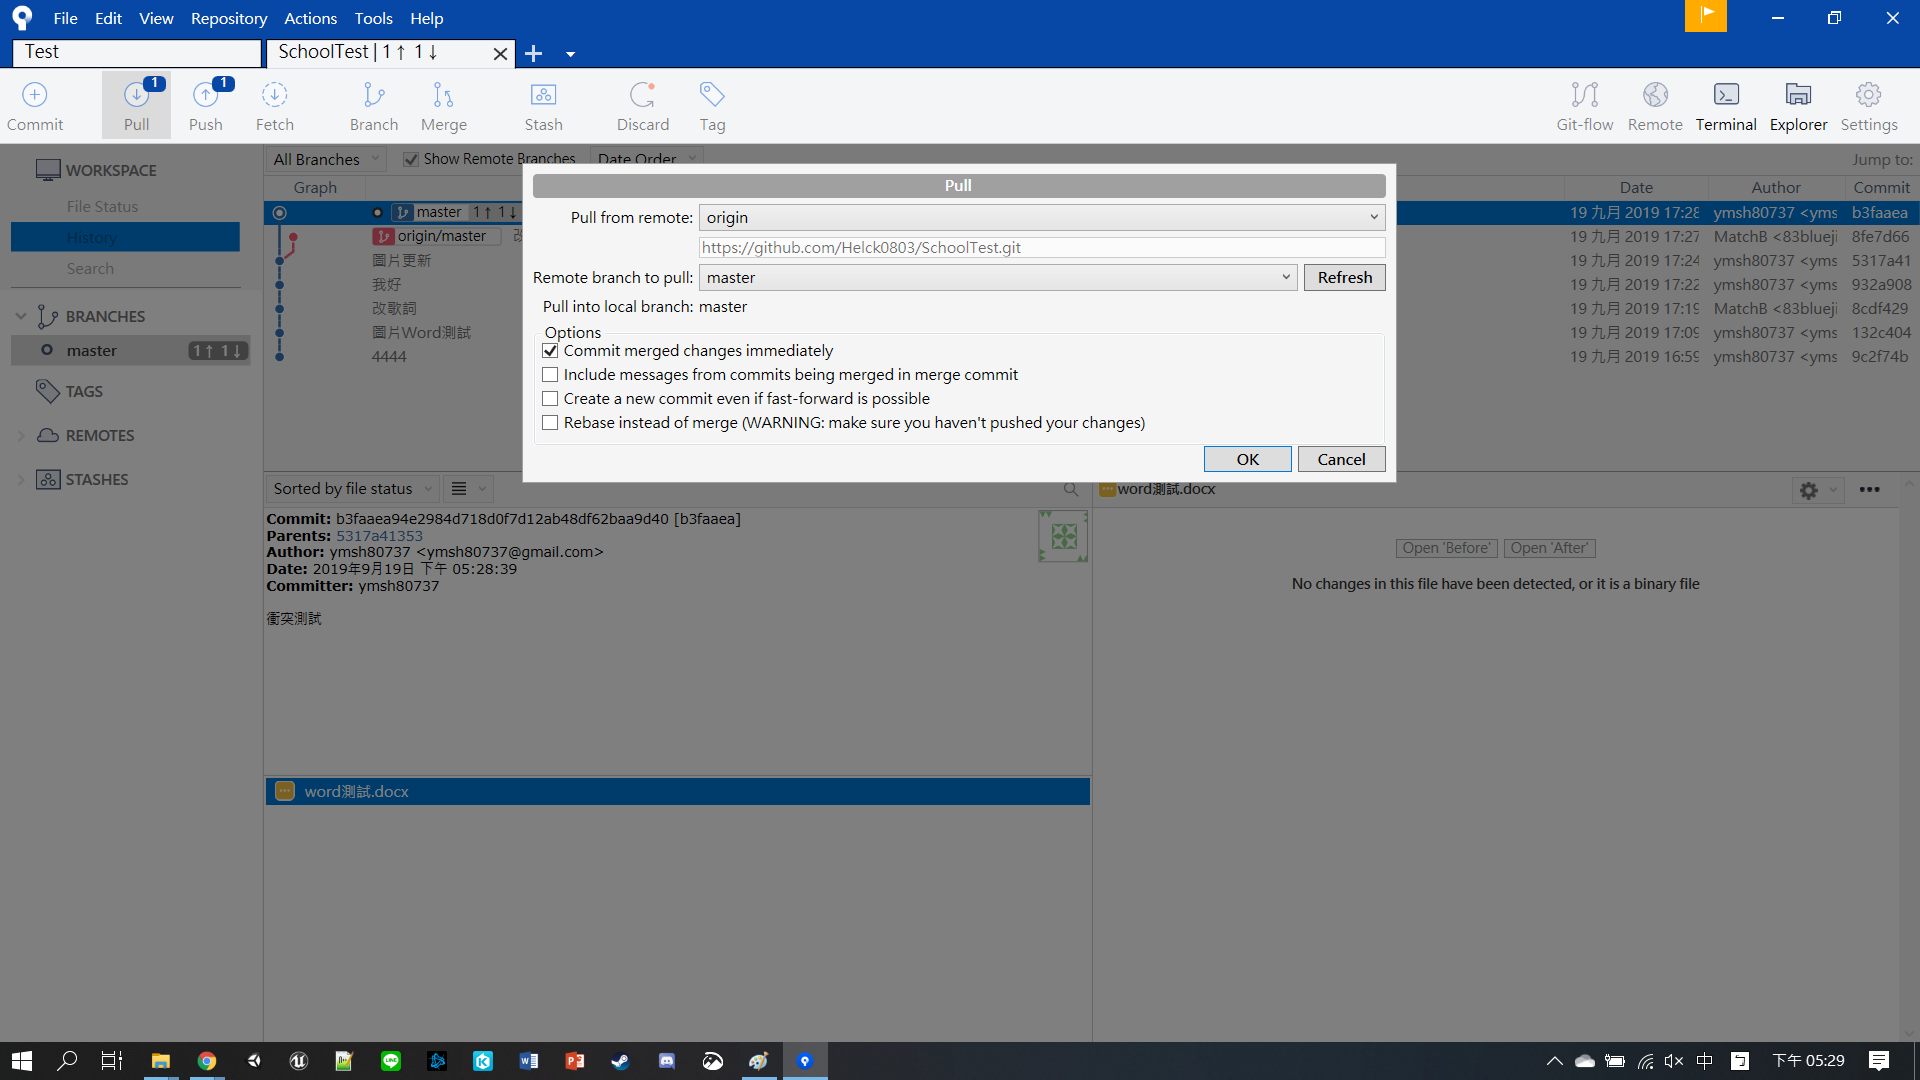 File Edit View Repository Actions Tools Help
Test
SchoolTest | 1↑ 1↓
Commit
1
Pull
1
Push
Fetch
Branch
Merge
Stash
Discard
Tag
Git-flow
Remote
Terminal
Explorer
Settings
WORKSPACE
File Status
History
Search
BRANCHES
master 1↑ 1↓
TAGS
REMOTES
STASHES
All Branches Show Remote Branches Date Order Jump to:
Graph Date Author Commit
master 1↑ 1↓ 19 九月 2019 17:28 ymsh80737 <yms b3faaea
origin/master 改 19 九月 2019 17:27 MatchB <83blueji 8fe7d66
圖片更新 19 九月 2019 17:24 ymsh80737 <yms 5317a41
我好 19 九月 2019 17:22 ymsh80737 <yms 932a908
改歌詞 19 九月 2019 17:19 MatchB <83blueji 8cdf429
圖片Word測試 19 九月 2019 17:09 ymsh80737 <yms 132c404
4444 19 九月 2019 16:59 ymsh80737 <yms 9c2f74b
Pull
Pull from remote: origin
https://github.com/Helck0803/SchoolTest.git
Remote branch to pull: master Refresh
Pull into local branch: master
Options
Commit merged changes immediately
Include messages from commits being merged in merge commit
Create a new commit even if fast-forward is possible
Rebase instead of merge (WARNING: make sure you haven't pushed your changes)
OK Cancel
Sorted by file status
Commit: b3faaea94e2984d718d0f7d12ab48df62baa9d40 [b3faaea]
Parents: 5317a41353
Author: ymsh80737 <ymsh80737@gmail.com>
Date: 2019年9月19日 下午 05:28:39
Committer: ymsh80737
衝突測試
word測試.docx
word測試.docx
Open 'Before' Open 'After'
No changes in this file have been detected, or it is a binary file
中
下午 05:29